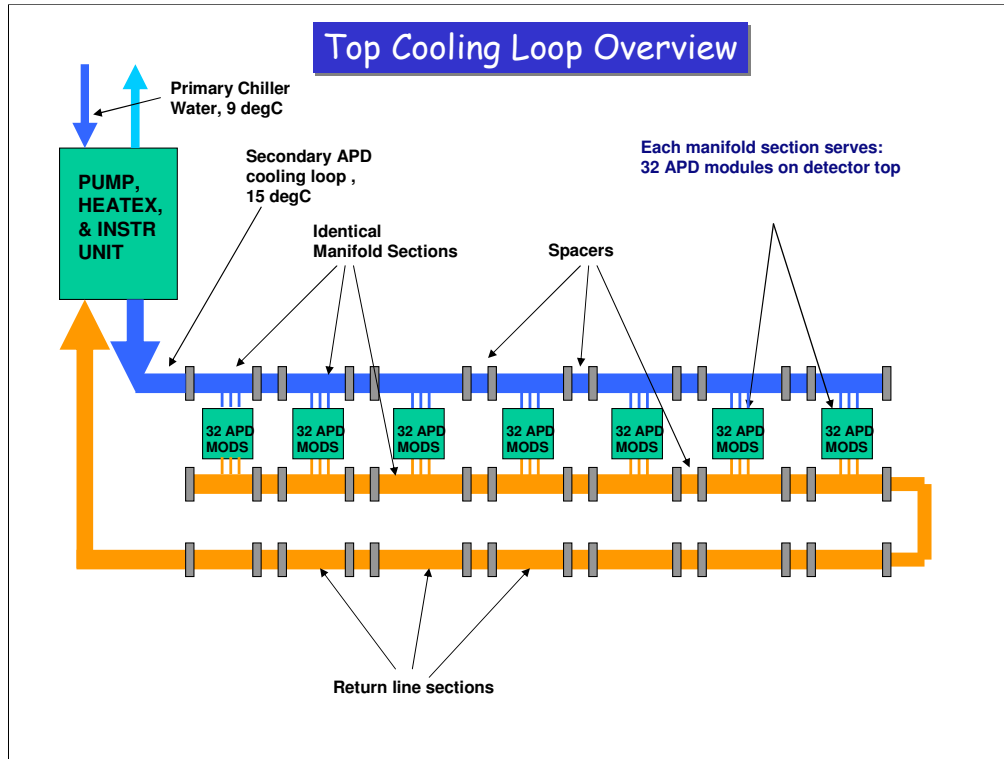 Top Cooling Loop Overview
Primary Chiller
Water, 9 degC
Each manifold section serves:
32 APD modules on detector top
PUMP,
HEATEX,
& INSTR
UNIT
Secondary APD
cooling loop ,
15 degC
Identical
Manifold Sections
Spacers
32 APD
MODS
32 APD
MODS
32 APD
MODS
32 APD
MODS
32 APD
MODS
32 APD
MODS
32 APD
MODS
Return line sections